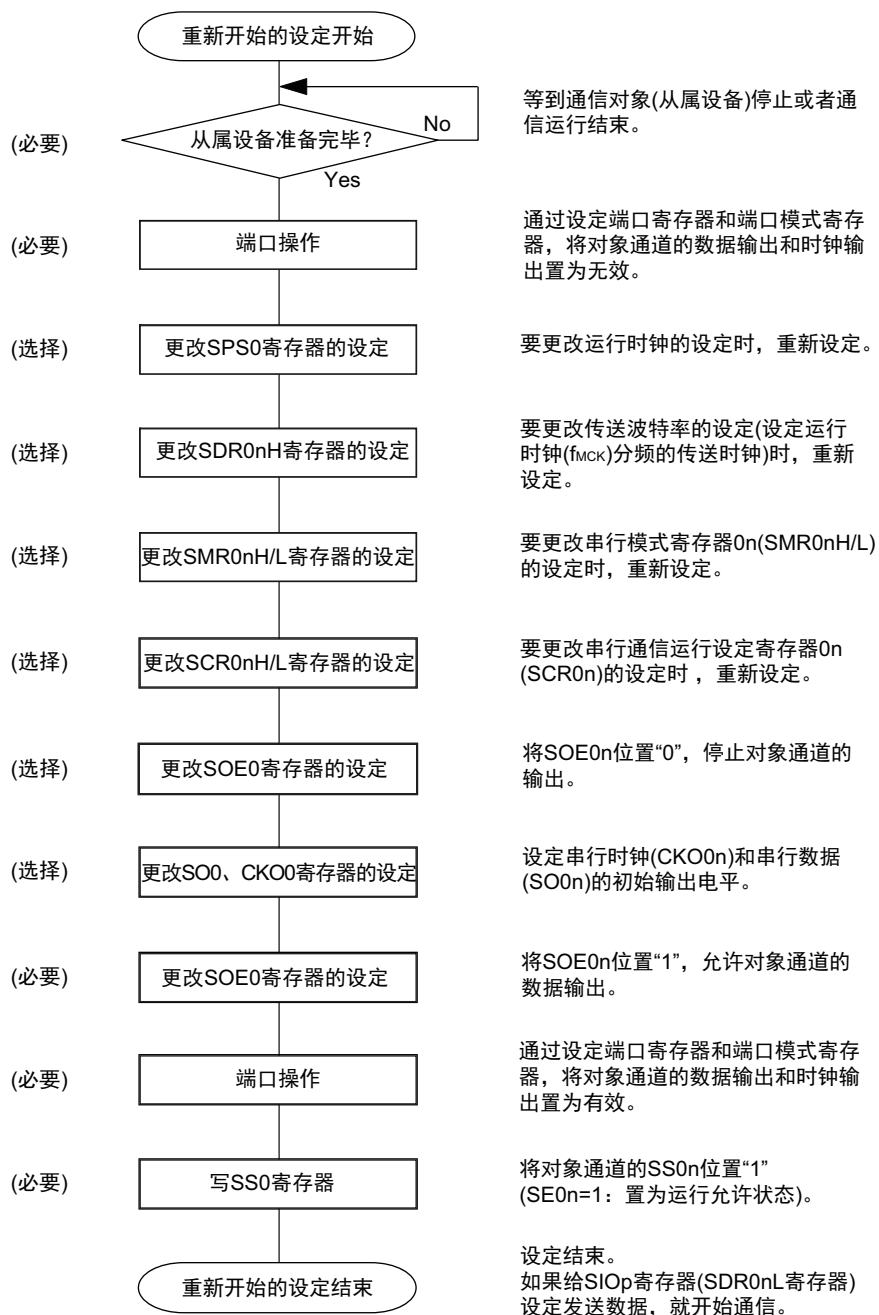 重新开始的设定开始
(必要)
从属设备准备完毕？
No
Yes
等到通信对象(从属设备)停止或者通
信运行结束。
(必要)
端口操作
通过设定端口寄存器和端口模式寄存
器，将对象通道的数据输出和时钟输
出置为无效。
(选择)
更改SPS0寄存器的设定
要更改运行时钟的设定时，重新设定。
(选择)
更改SDR0nH寄存器的设定
要更改传送波特率的设定(设定运行
时钟(fMCK)分频的传送时钟)时，重新
设定。
(选择)
更改SMR0nH/L寄存器的设定
要更改串行模式寄存器0n(SMR0nH/L)
的设定时，重新设定。
(选择)
更改SCR0nH/L寄存器的设定
要更改串行通信运行设定寄存器0n
(SCR0n)的设定时 ，重新设定。
(选择)
更改SOE0寄存器的设定
将SOE0n位置“0”，停止对象通道的
输出。
(选择)
更改SO0、CKO0寄存器的设定
设定串行时钟(CKO0n)和串行数据
(SO0n)的初始输出电平。
(必要)
更改SOE0寄存器的设定
将SOE0n位置“1”，允许对象通道的
数据输出。
(必要)
端口操作
通过设定端口寄存器和端口模式寄存
器，将对象通道的数据输出和时钟输
出置为有效。
(必要)
写SS0寄存器
将对象通道的SS0n位置“1”
(SE0n=1：置为运行允许状态)。
重新开始的设定结束
设定结束。
如果给SIOp寄存器(SDR0nL寄存器)
设定发送数据，就开始通信。